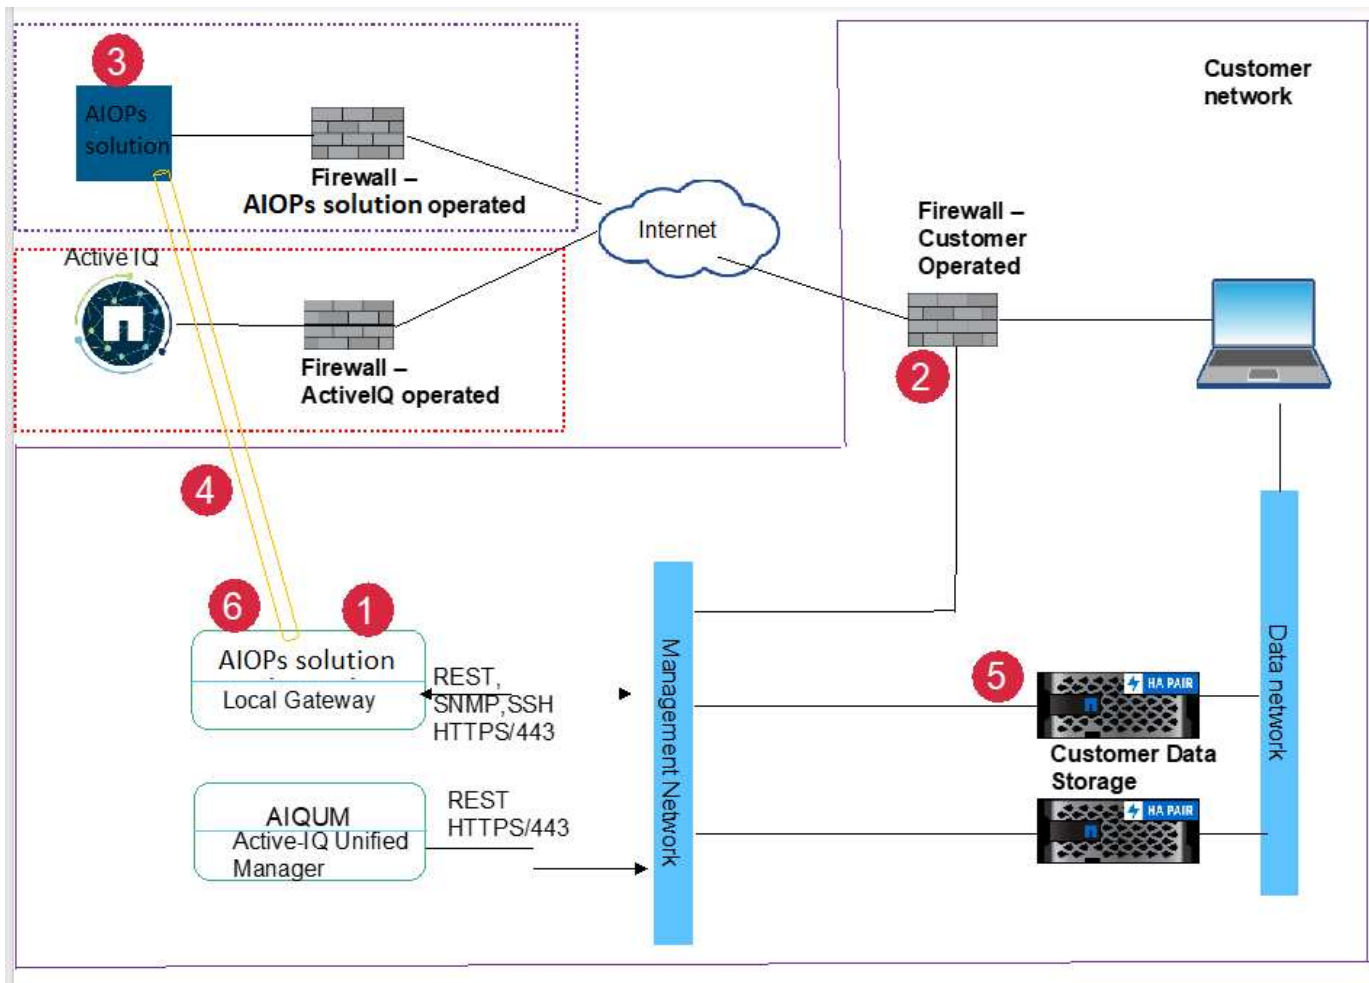 3
AIOPs
solution
Firewall –
AIOPs solution operated
Active IQ
Firewall –
ActiveIQ operated
Internet
Customer
network
Firewall –
Customer
Operated
2
4
6
1
AIOPs solution
Local Gateway
REST,
SNMP,SSH
HTTPS/443
AIQUM
Active-IQ Unified
Manager
REST
HTTPS/443
Management Network
5
HA PAIR
Customer Data
Storage
HA PAIR
Data network